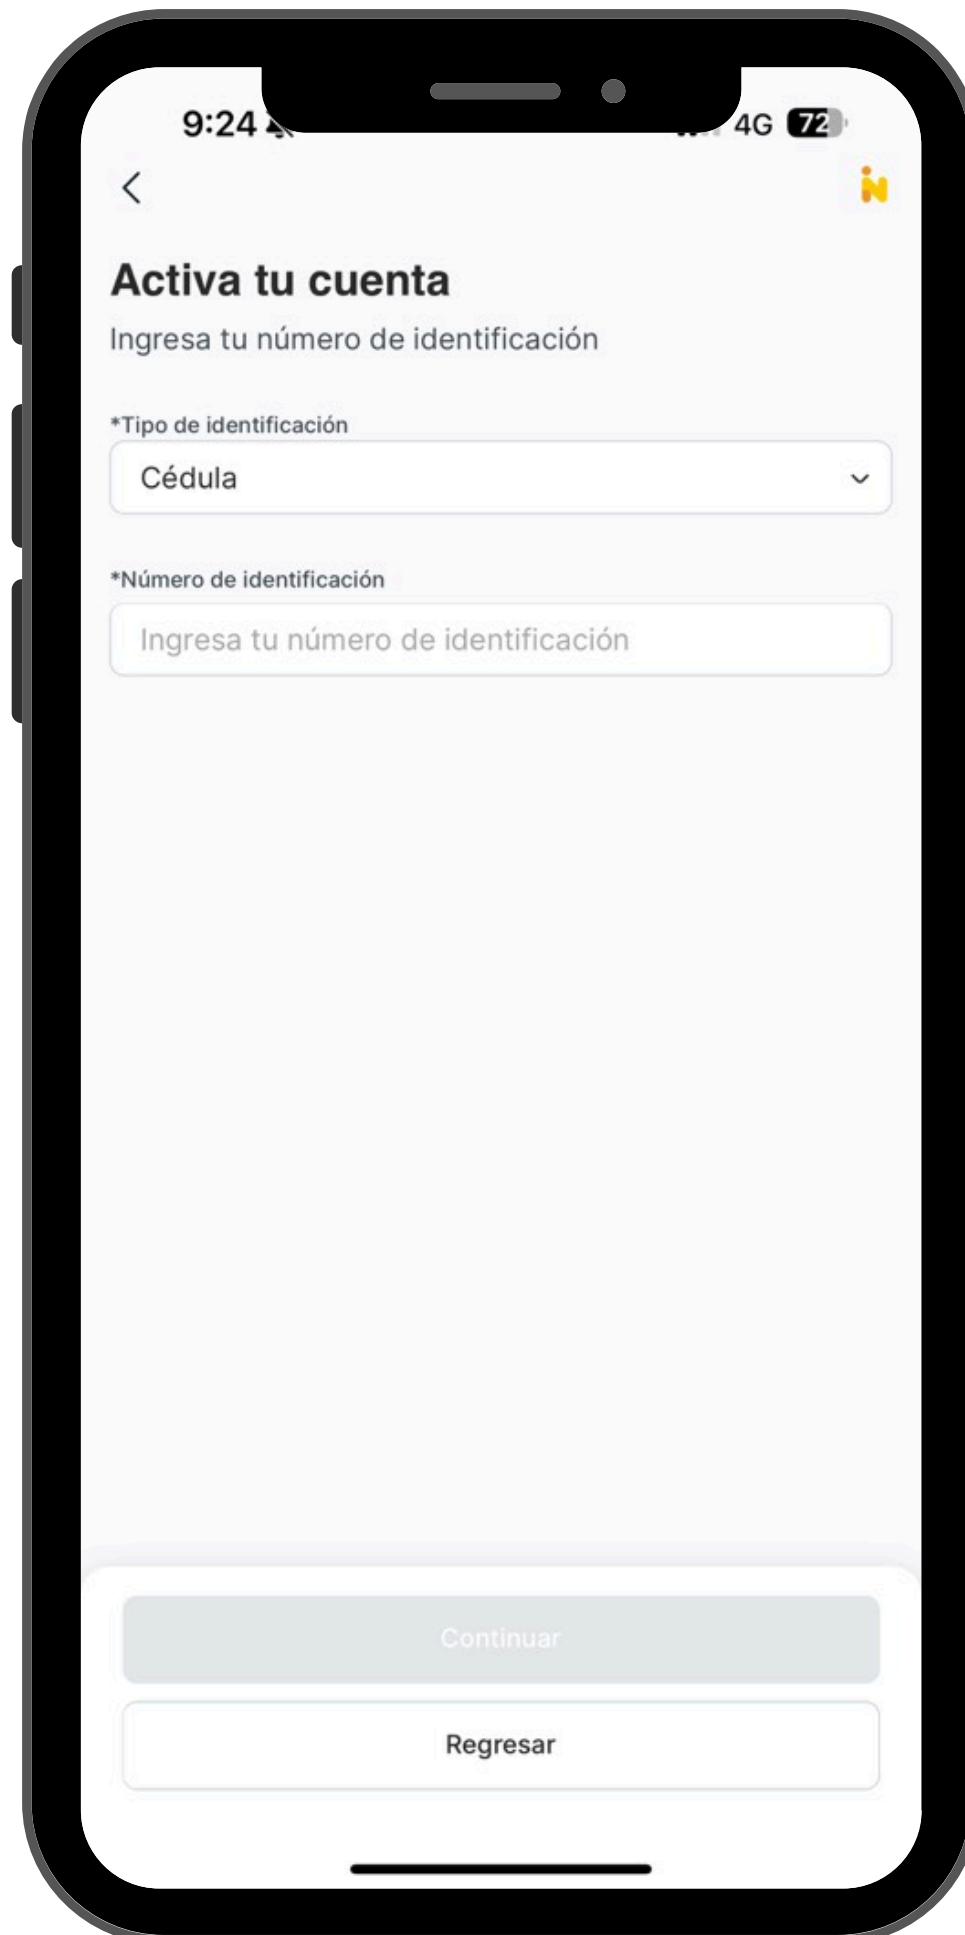 9:24
4G 72
Activa tu cuenta
Ingresa tu número de identificación
*Tipo de identificación
Cédula
*Número de identificación
Ingresa tu número de identificación
Continuar
Regresar